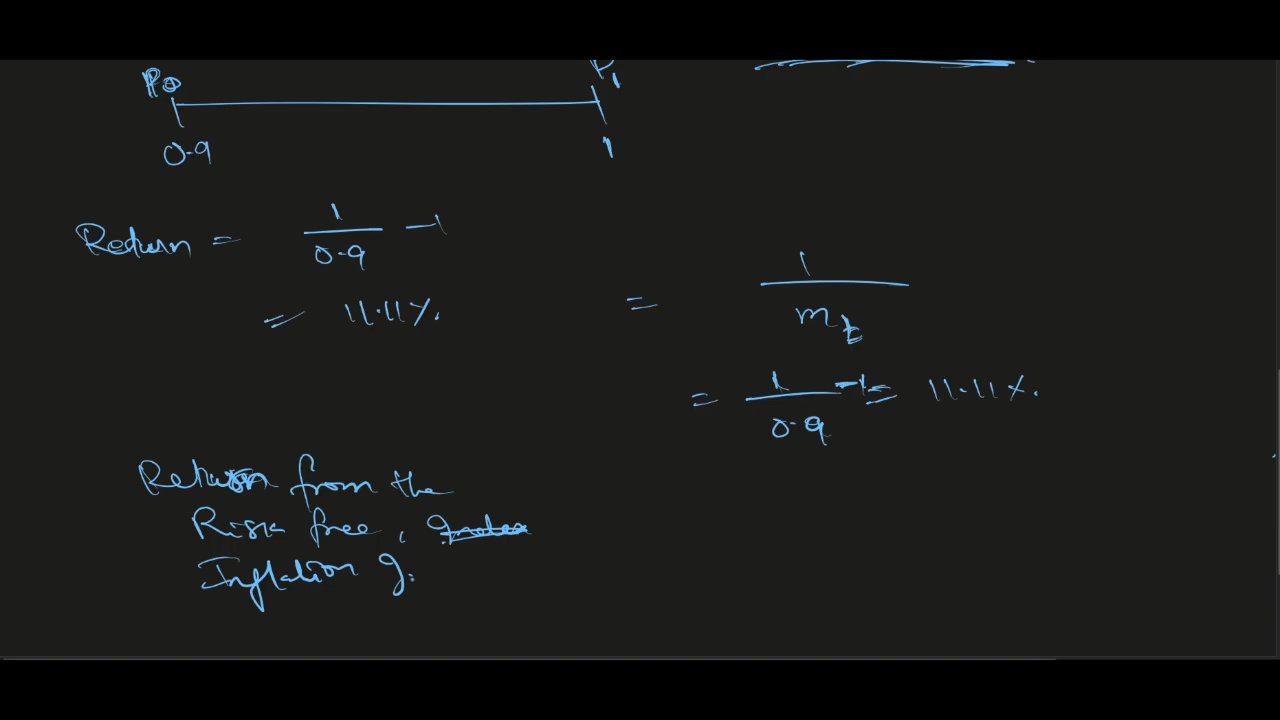 P0 P1
0.9 1
Return = 1/0.9 - 1
= 11.11%.
= 1/mt
= 1/0.9 - 1 = 11.11%.
Return from the
Risk free,
Inflation I.